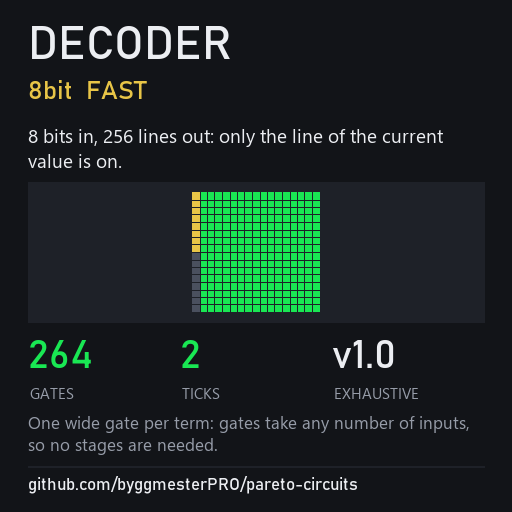 DECODER
8bit FAST
8 bits in, 256 lines out: only the line of the current
value is on.
264 2 v1.0
GATES TICKS EXHAUSTIVE
One wide gate per term: gates take any number of inputs,
so no stages are needed.
github.com/byggmesterPRO/pareto-circuits